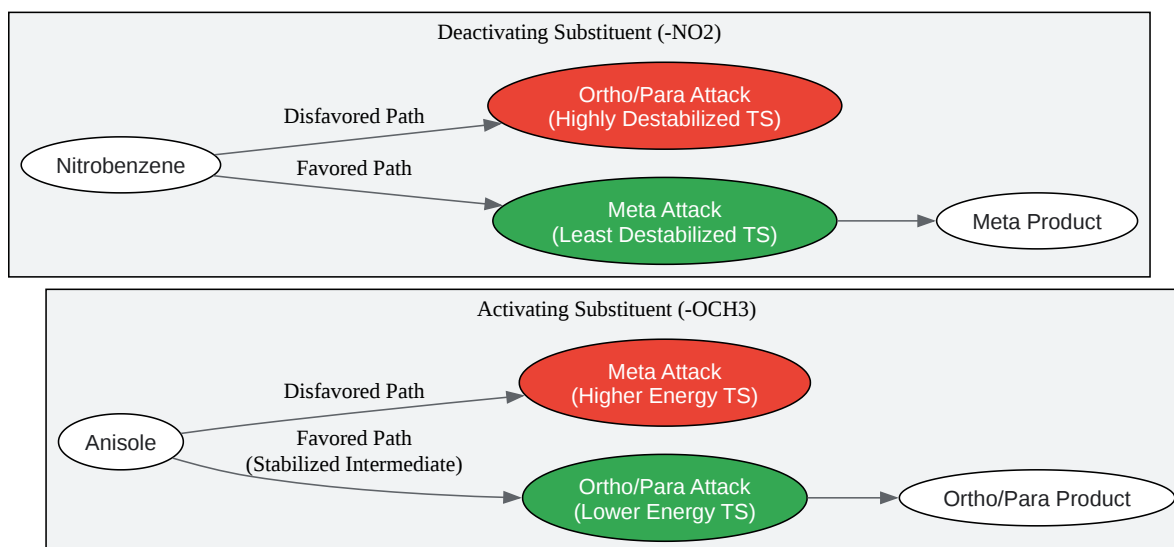 Deactivating Substituent (-NO2)
Nitrobenzene
Disfavored Path
Ortho/Para Attack
(Highly Destabilized TS)
Favored Path
Meta Attack
(Least Destabilized TS)
Meta Product
Activating Substituent (-OCH3)
Anisole
Disfavored Path
Meta Attack
(Higher Energy TS)
Favored Path
(Stabilized Intermediate)
Ortho/Para Attack
(Lower Energy TS)
Ortho/Para Product